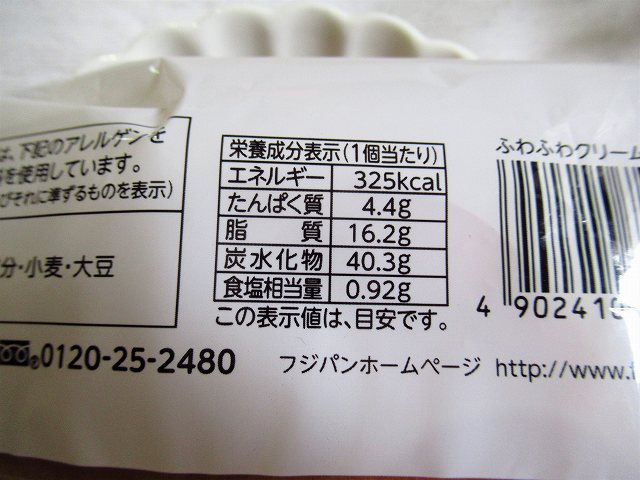 は、下記のアレルゲンを
を使用しています。
びそれに準ずるものを表示)
分・小麦・大豆
栄養成分表示(1個当たり)
エネルギー 325kcal
たんぱく質 4.4g
脂質 16.2g
炭水化物 40.3g
食塩相当量 0.92g
この表示値は、目安です。
ふわふわクリーム
4 902410
0120-25-2480
フジパンホームページ http://www.f